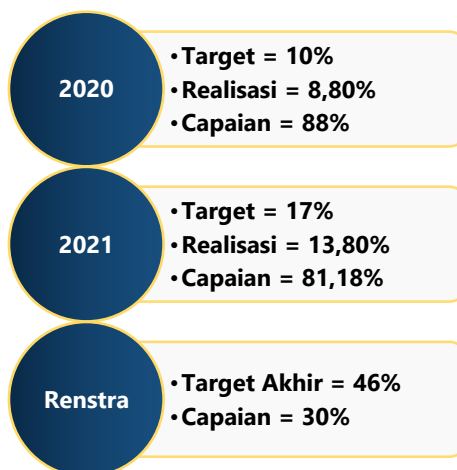 2020
•Target = 10%
•Realisasi = 8,80%
•Capaian = 88%
2021
•Target = 17%
•Realisasi = 13,80%
•Capaian = 81,18%
Renstra
•Target Akhir = 46%
•Capaian = 30%